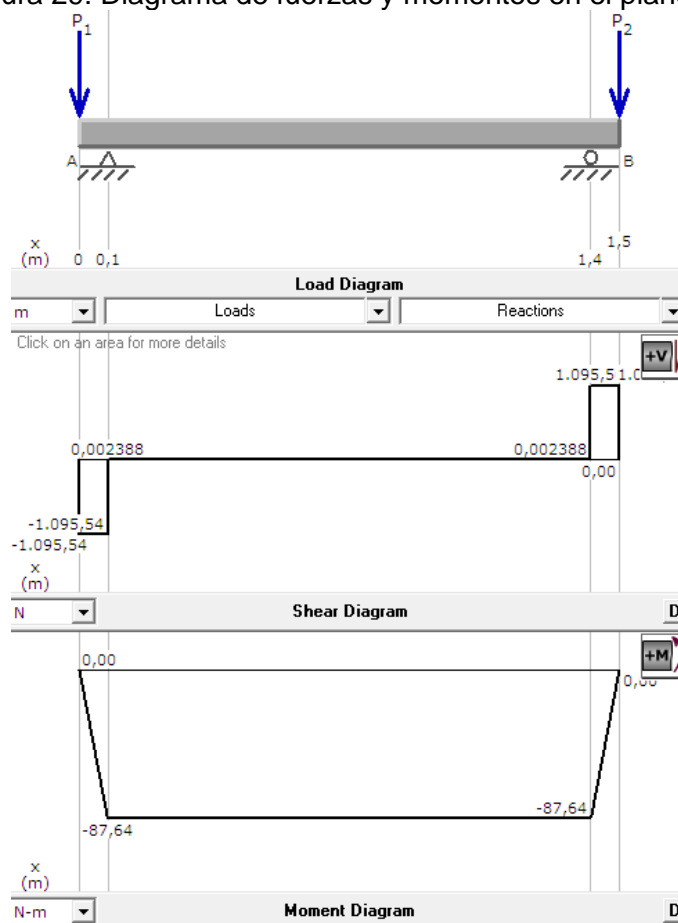 ura 20. Diagrama de fuerzas y momentos en el plan
P1 P2
A B
x
(m) 0 0,1 1,4 1,5
Load Diagram
m Loads Reactions
Click on an area for more details
+V
1.095,5 1.0
0,002388 0,002388
0,00
-1.095,54
-1.095,54
x
(m)
N Shear Diagram D
+M
0,00 0,00
-87,64 -87,64
x
(m)
N-m Moment Diagram D